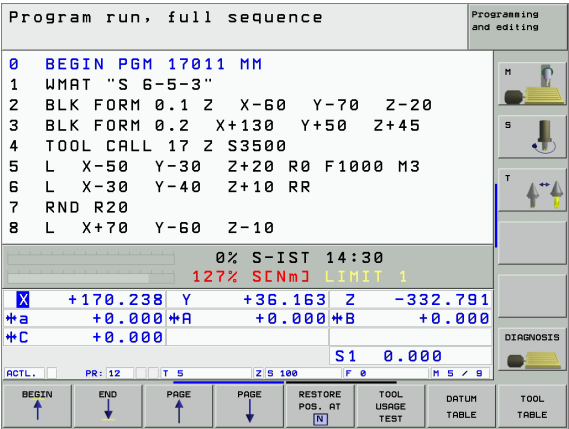 Program run, full sequence
Programming
and editing
0 BEGIN PGM 17011 MM
1 WMAT "S 6-5-3"
2 BLK FORM 0.1 Z X-60 Y-70 Z-20
3 BLK FORM 0.2 X+130 Y+50 Z+45
4 TOOL CALL 17 Z S3500
5 L X-50 Y-30 Z+20 R0 F1000 M3
6 L X-30 Y-40 Z+10 RR
7 RND R20
8 L X+70 Y-60 Z-10
M
S
T
0% S-IST 14:30
127% S[Nm] LIMIT 1
X +170.238 Y +36.163 Z -332.791
a +0.000 A +0.000 B +0.000
C +0.000
S1 0.000
DIAGNOSIS
ACTL. PR: 12 T 5 Z S 100 F 0 M 5 / 9
BEGIN
END
PAGE
PAGE
RESTORE
POS. AT
N
TOOL
USAGE
TEST
DATUM
TABLE
TOOL
TABLE